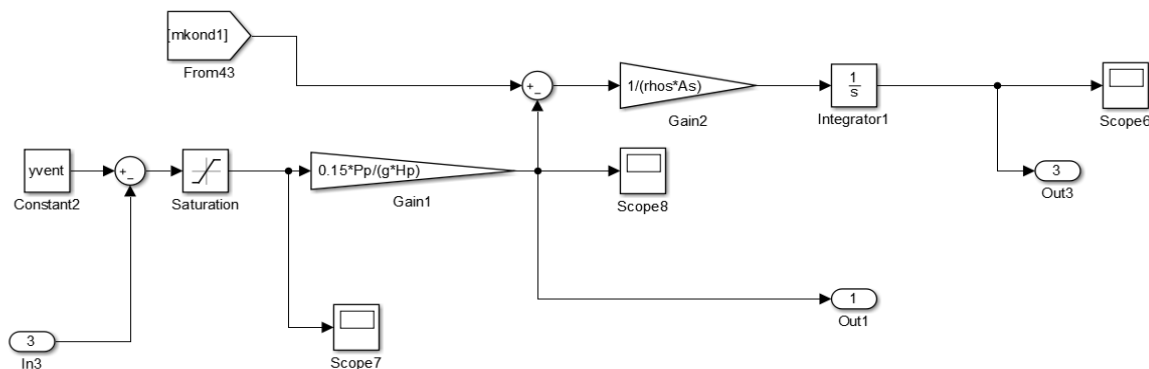 [mkond1]
From43
+
−
1/(rhos*As)
Gain2
1
s
Integrator1
Scope6
yvent
Constant2
+
−
Saturation
0.15*Pp/(g*Hp)
Gain1
Scope8
3
Out3
1
Out1
3
In3
Scope7